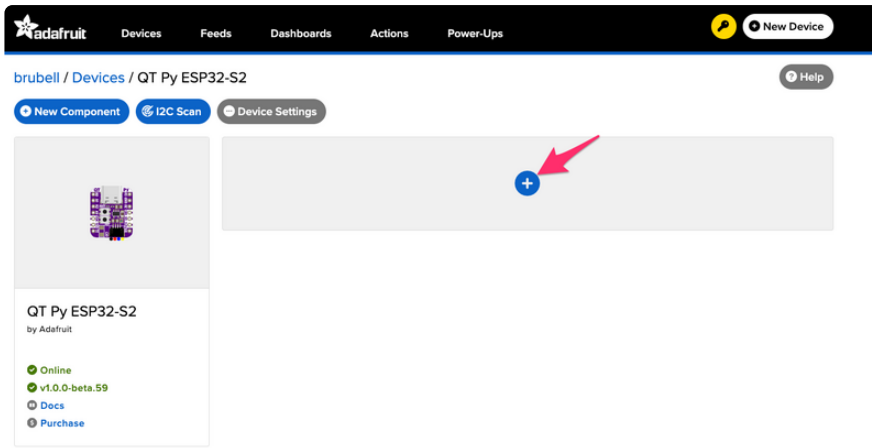 adafruit Devices Feeds Dashboards Actions Power-Ups New Device
brubell / Devices / QT Py ESP32-S2 Help
New Component I2C Scan Device Settings
QT Py ESP32-S2
by Adafruit
Online
v1.0.0-beta.59
Docs
Purchase